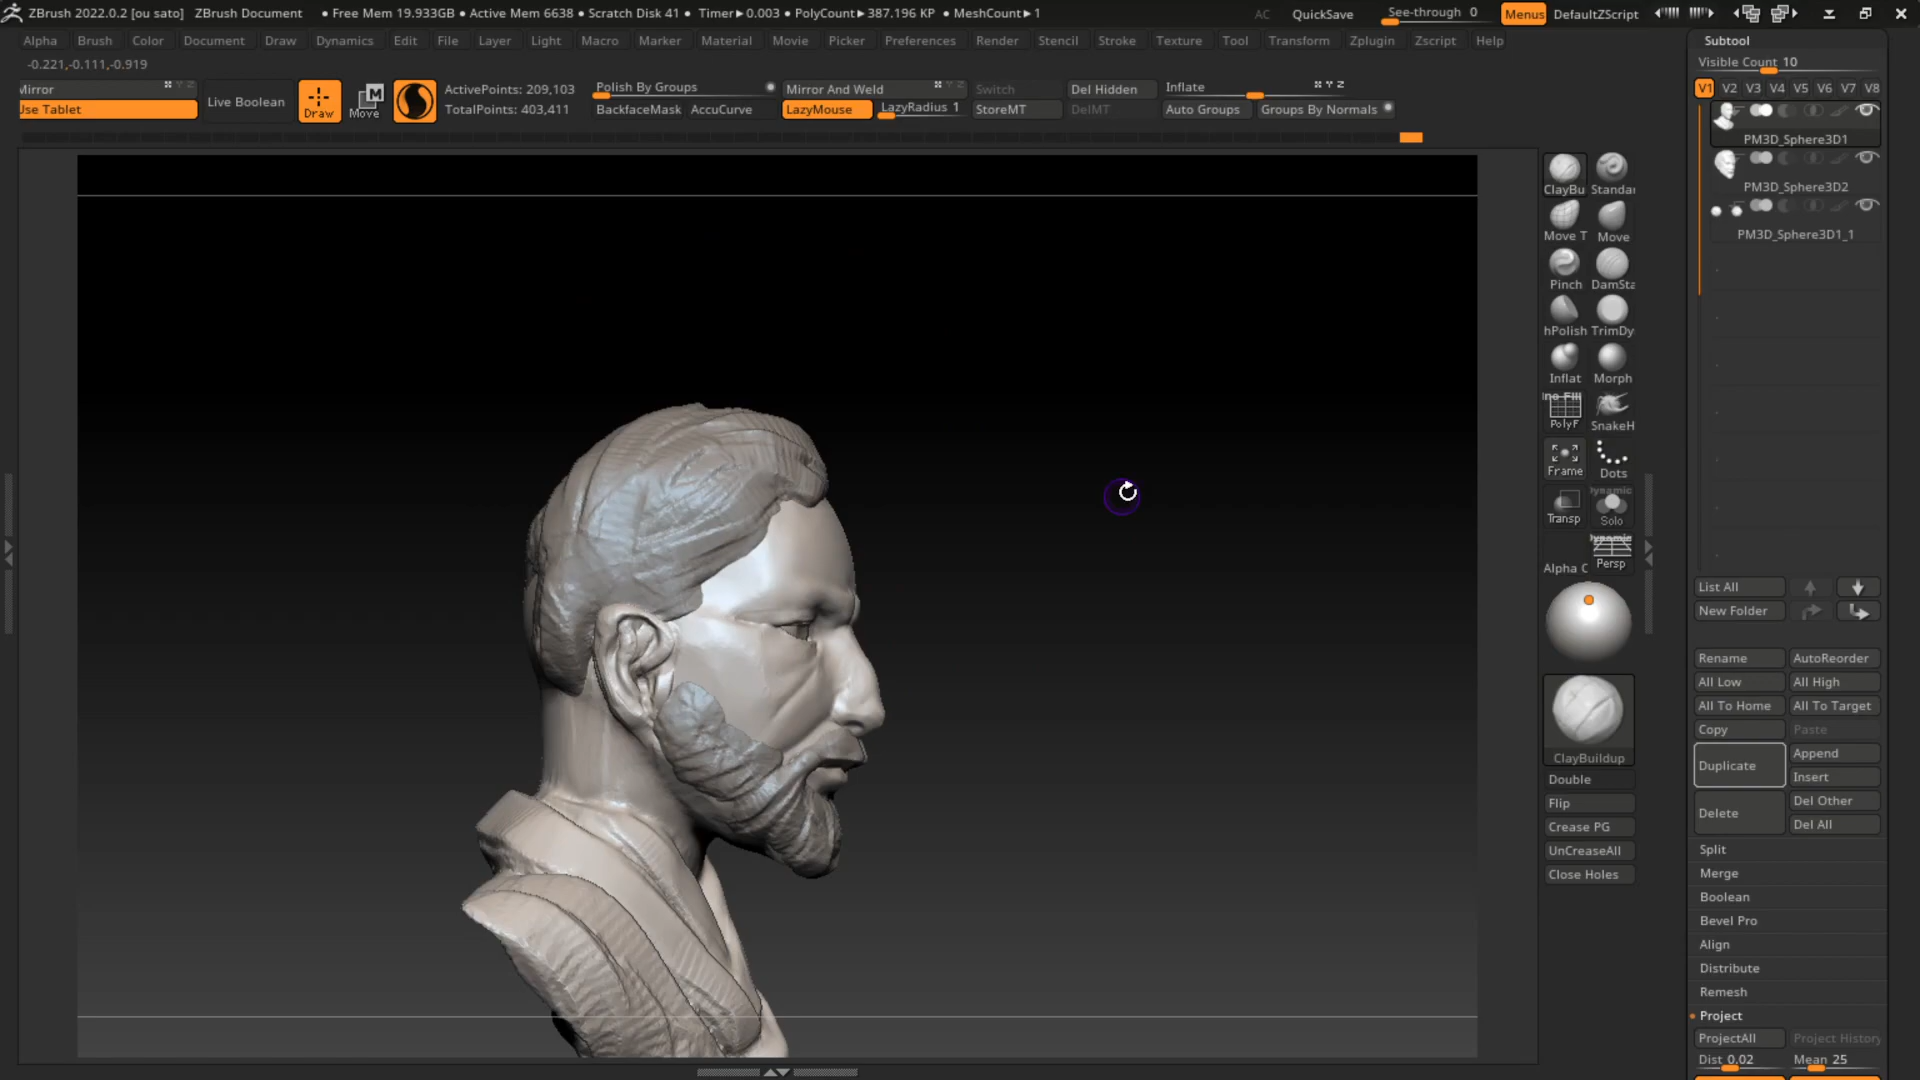 ZBrush 2022.0.2 [ou sato] ZBrush Document • Free Mem 19.933GB • Active Mem 6638 • Scratch Disk 41 • Timer▸0.003 • PolyCount▸387.196 KP • MeshCount▸1 AC QuickSave See-through 0 Menus DefaultZScript
Alpha Brush Color Document Draw Dynamics Edit File Layer Light Macro Marker Material Movie Picker Preferences Render Stencil Stroke Texture Tool Transform Zplugin Zscript Help
-0.221,-0.111,-0.919
Mirror
Use Tablet
Live Boolean
Draw
Move
ActivePoints: 209,103
TotalPoints: 403,411
Polish By Groups
BackfaceMask AccuCurve
Mirror And Weld
LazyMouse LazyRadius 1
Switch
StoreMT
Del Hidden
DelMT
Inflate
X Y Z
Auto Groups Groups By Normals
ClayBu Standar
Move T Move
Pinch DamSta
hPolish TrimDy
Inflat Morph
PolyF SnakeH
Frame Dots
Transp Solo
Dynamic
Persp
Alpha C
ClayBuildup
Double
Flip
Crease PG
UnCreaseAll
Close Holes
Subtool
Visible Count 10
V1 V2 V3 V4 V5 V6 V7 V8
PM3D_Sphere3D1
PM3D_Sphere3D2
PM3D_Sphere3D1_1
List All
New Folder
Rename AutoReorder
All Low All High
All To Home All To Target
Copy Paste
Duplicate Append
Insert
Delete Del Other
Del All
Split
Merge
Boolean
Bevel Pro
Align
Distribute
Remesh
Project
ProjectAll Project History
Dist 0.02 Mean 25